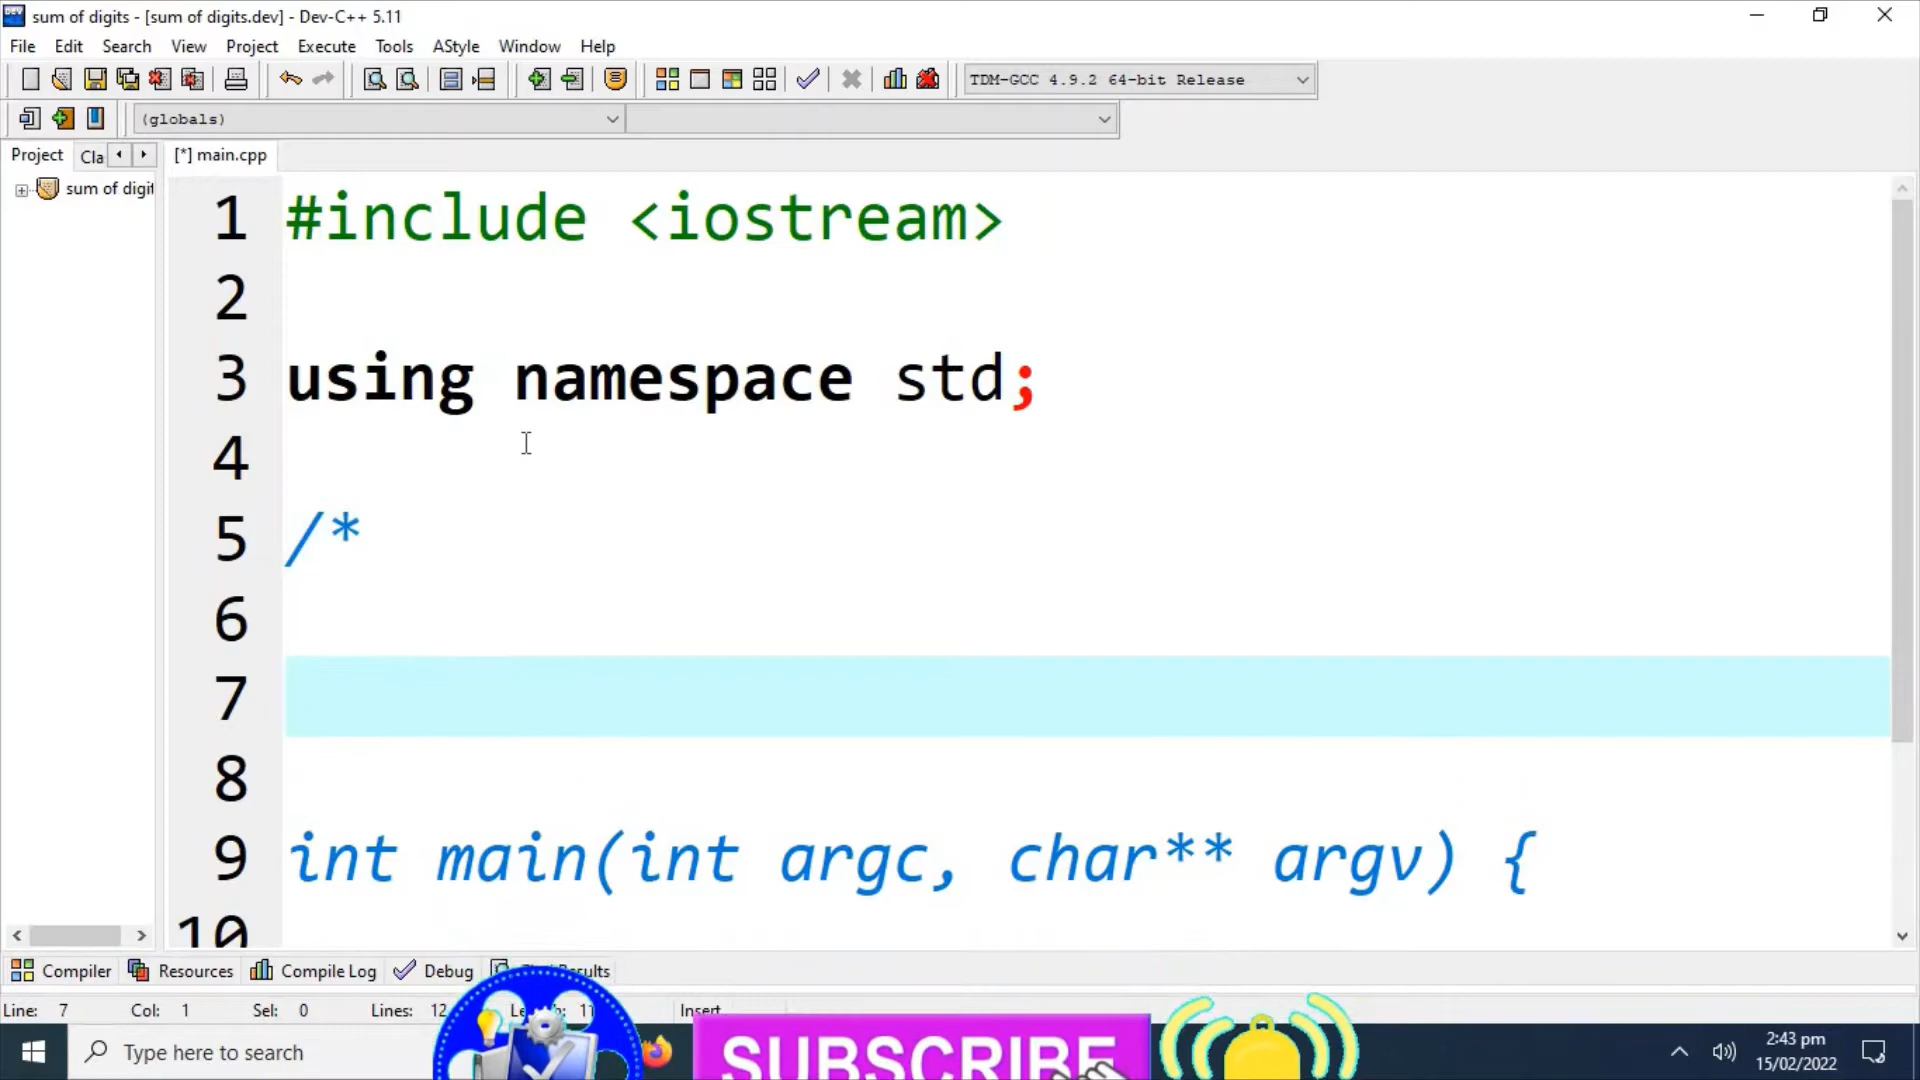 sum of digits - [sum of digits.dev] - Dev-C++ 5.11
File Edit Search View Project Execute Tools AStyle Window Help
TDM-GCC 4.9.2 64-bit Release
(globals)
Project Cla [*] main.cpp
sum of digit
1 #include <iostream>
2
3 using namespace std;
4
5 /*
6
7
8
9 int main(int argc, char** argv) {
10
Compiler Resources Compile Log Debug Results
Line: 7 Col: 1 Sel: 0 Lines: 12 Insert
Type here to search
SUBSCRIBE
2:43 pm
15/02/2022